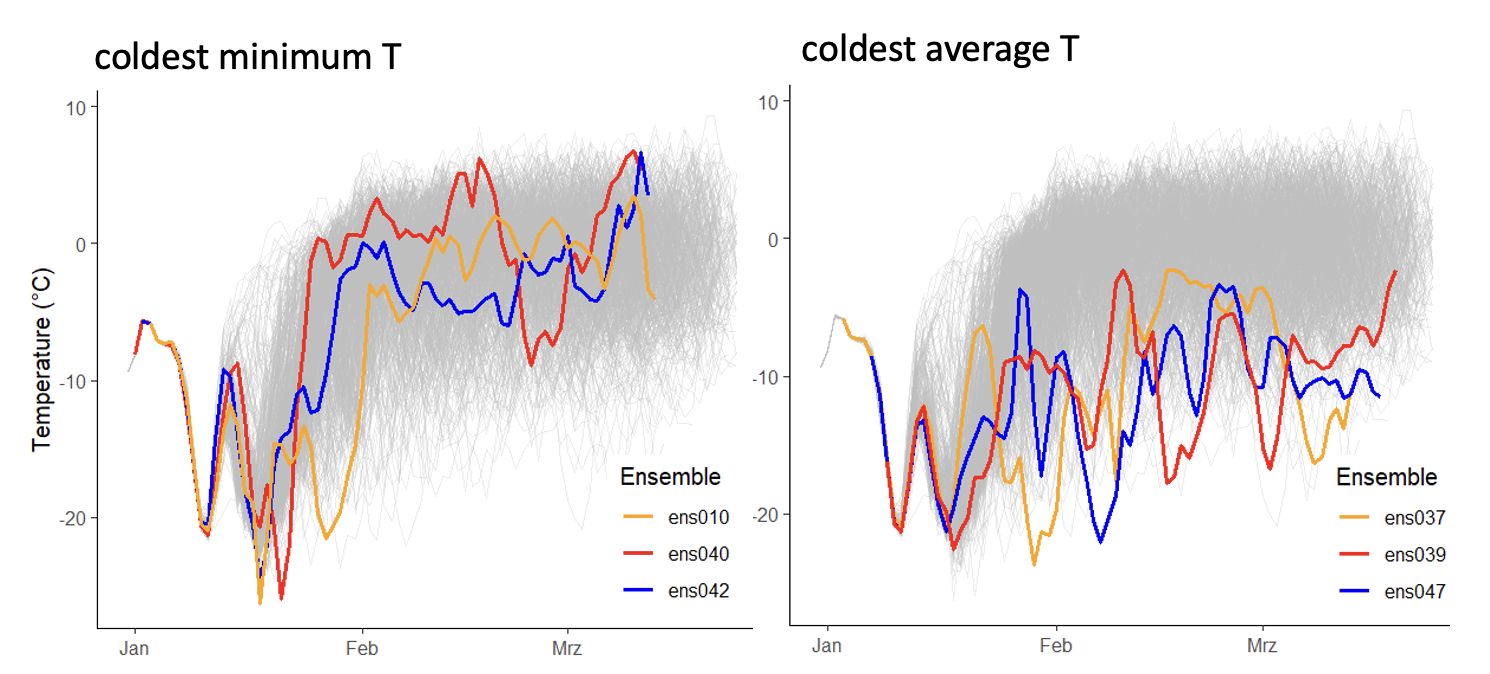 coldest minimum T
10
0
-10
-20
Temperature (°C)
Jan
Feb
Mrz
Ensemble
ens010
ens040
ens042
coldest average T
10
0
-10
-20
Jan
Feb
Mrz
Ensemble
ens037
ens039
ens047